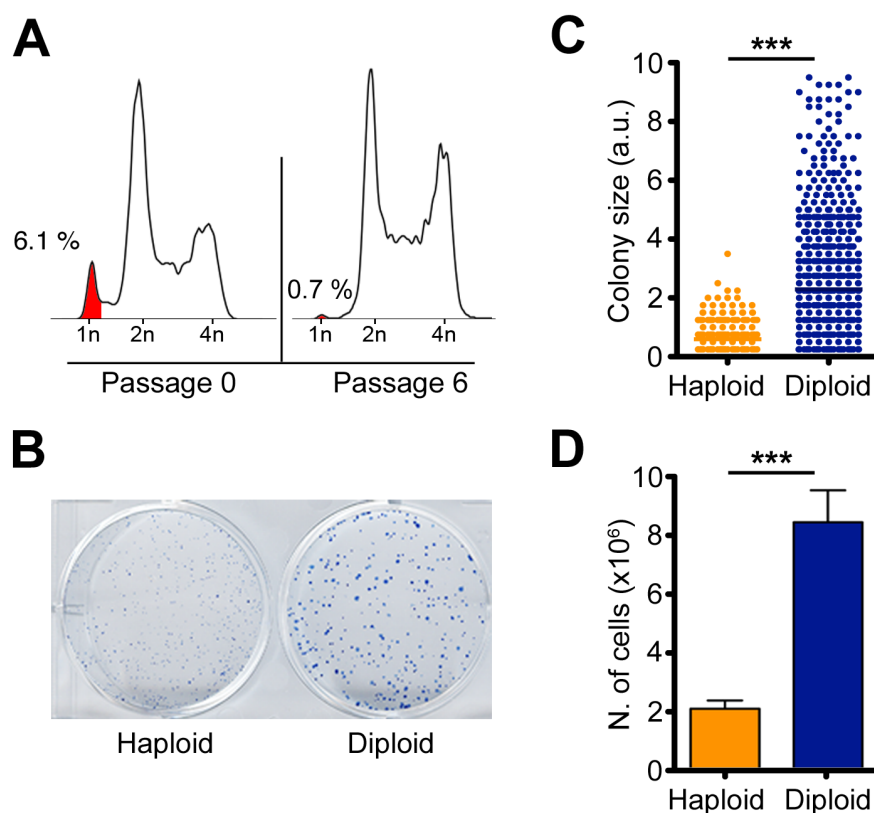 A
6.1 %
1n 2n 4n
Passage 0
0.7 %
1n 2n 4n
Passage 6
B
Haploid Diploid
C
***
Colony size (a.u.)
10
8
6
4
2
0
Haploid Diploid
D
***
N. of cells (x10⁶)
10
8
6
4
2
0
Haploid Diploid